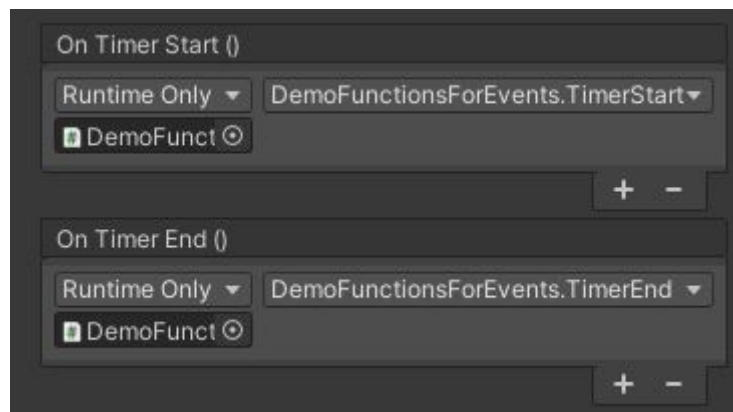 On Timer Start ()
Runtime Only DemoFunctionsForEvents.TimerStart
DemoFunct
+ -
On Timer End ()
Runtime Only DemoFunctionsForEvents.TimerEnd
DemoFunct
+ -